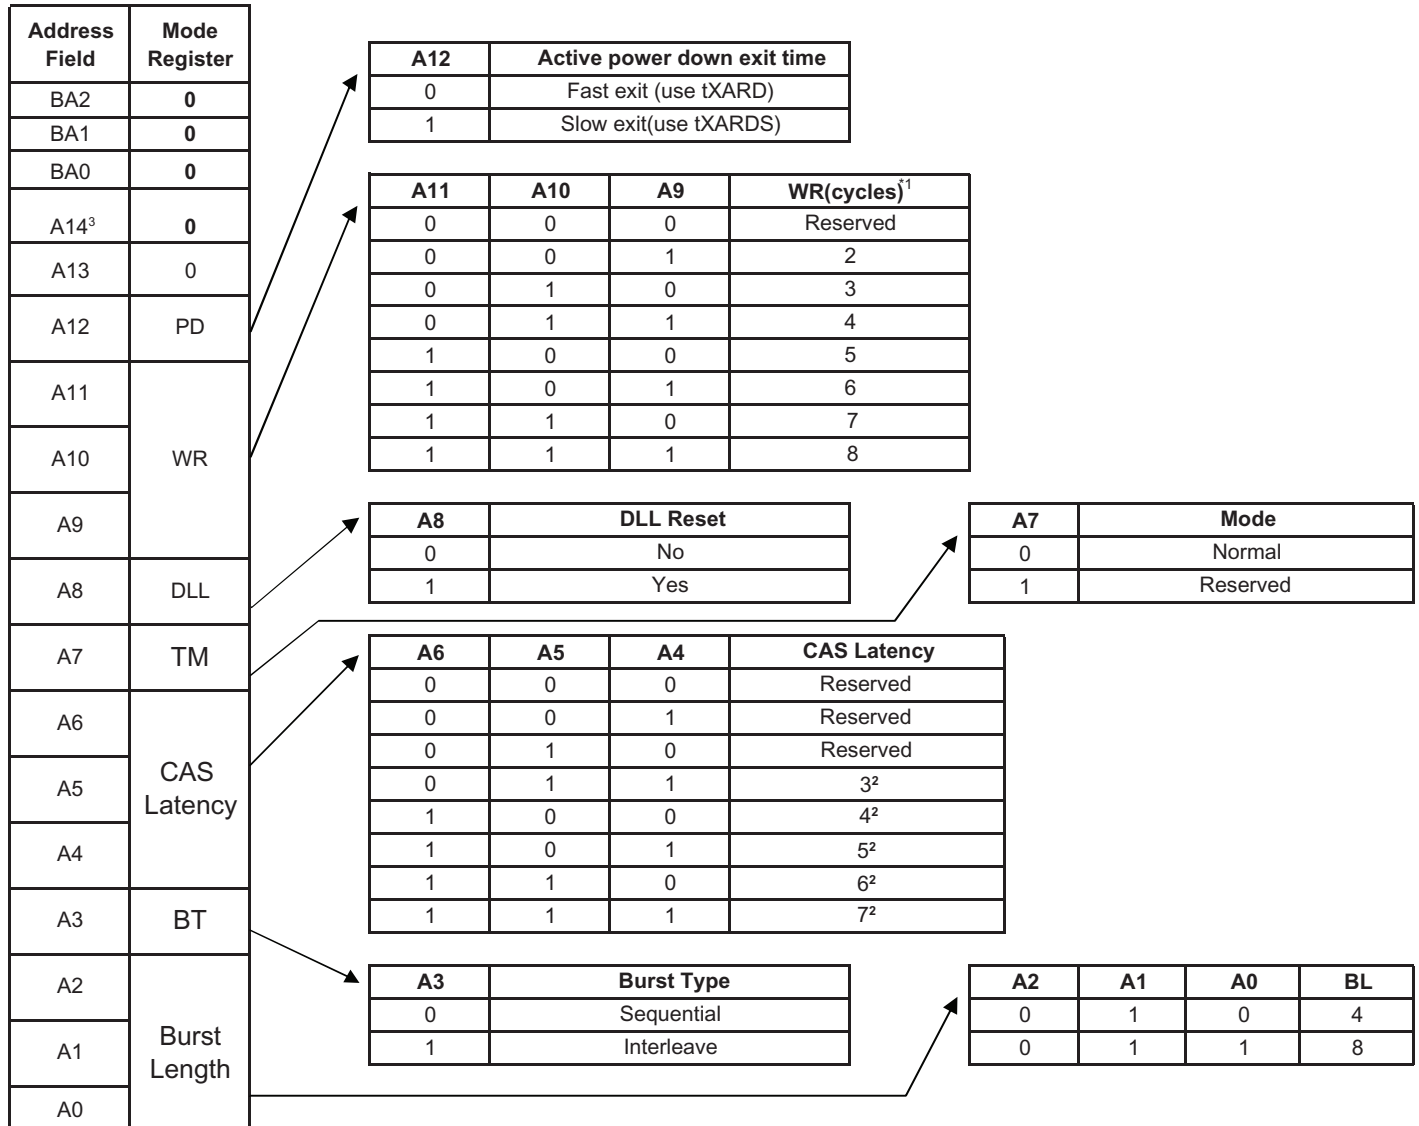 Address Field Mode Register
BA2 0
BA1 0
BA0 0
A14³ 0
A13 0
A12 PD
A11
A10 WR
A9
A8 DLL
A7 TM
A6
A5 CAS Latency
A4
A3 BT
A2
A1 Burst Length
A0
A12 Active power down exit time
0 Fast exit (use tXARD)
1 Slow exit(use tXARDS)
A11 A10 A9 WR(cycles)*1
0 0 0 Reserved
0 0 1 2
0 1 0 3
0 1 1 4
1 0 0 5
1 0 1 6
1 1 0 7
1 1 1 8
A8 DLL Reset
0 No
1 Yes
A7 Mode
0 Normal
1 Reserved
A6 A5 A4 CAS Latency
0 0 0 Reserved
0 0 1 Reserved
0 1 0 Reserved
0 1 1 3²
1 0 0 4²
1 0 1 5²
1 1 0 6²
1 1 1 7²
A3 Burst Type
0 Sequential
1 Interleave
A2 A1 A0 BL
0 1 0 4
0 1 1 8